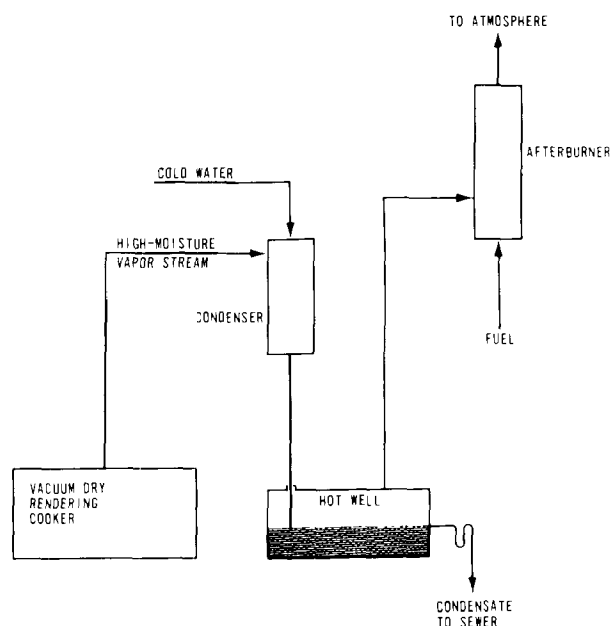 TO ATMOSPHERE
AFTERBURNER
COLD WATER
HIGH-MOISTURE
VAPOR STREAM
CONDENSER
FUEL
VACUUM DRY
RENDERING
COOKER
HOT WELL
CONDENSATE
TO SEWER